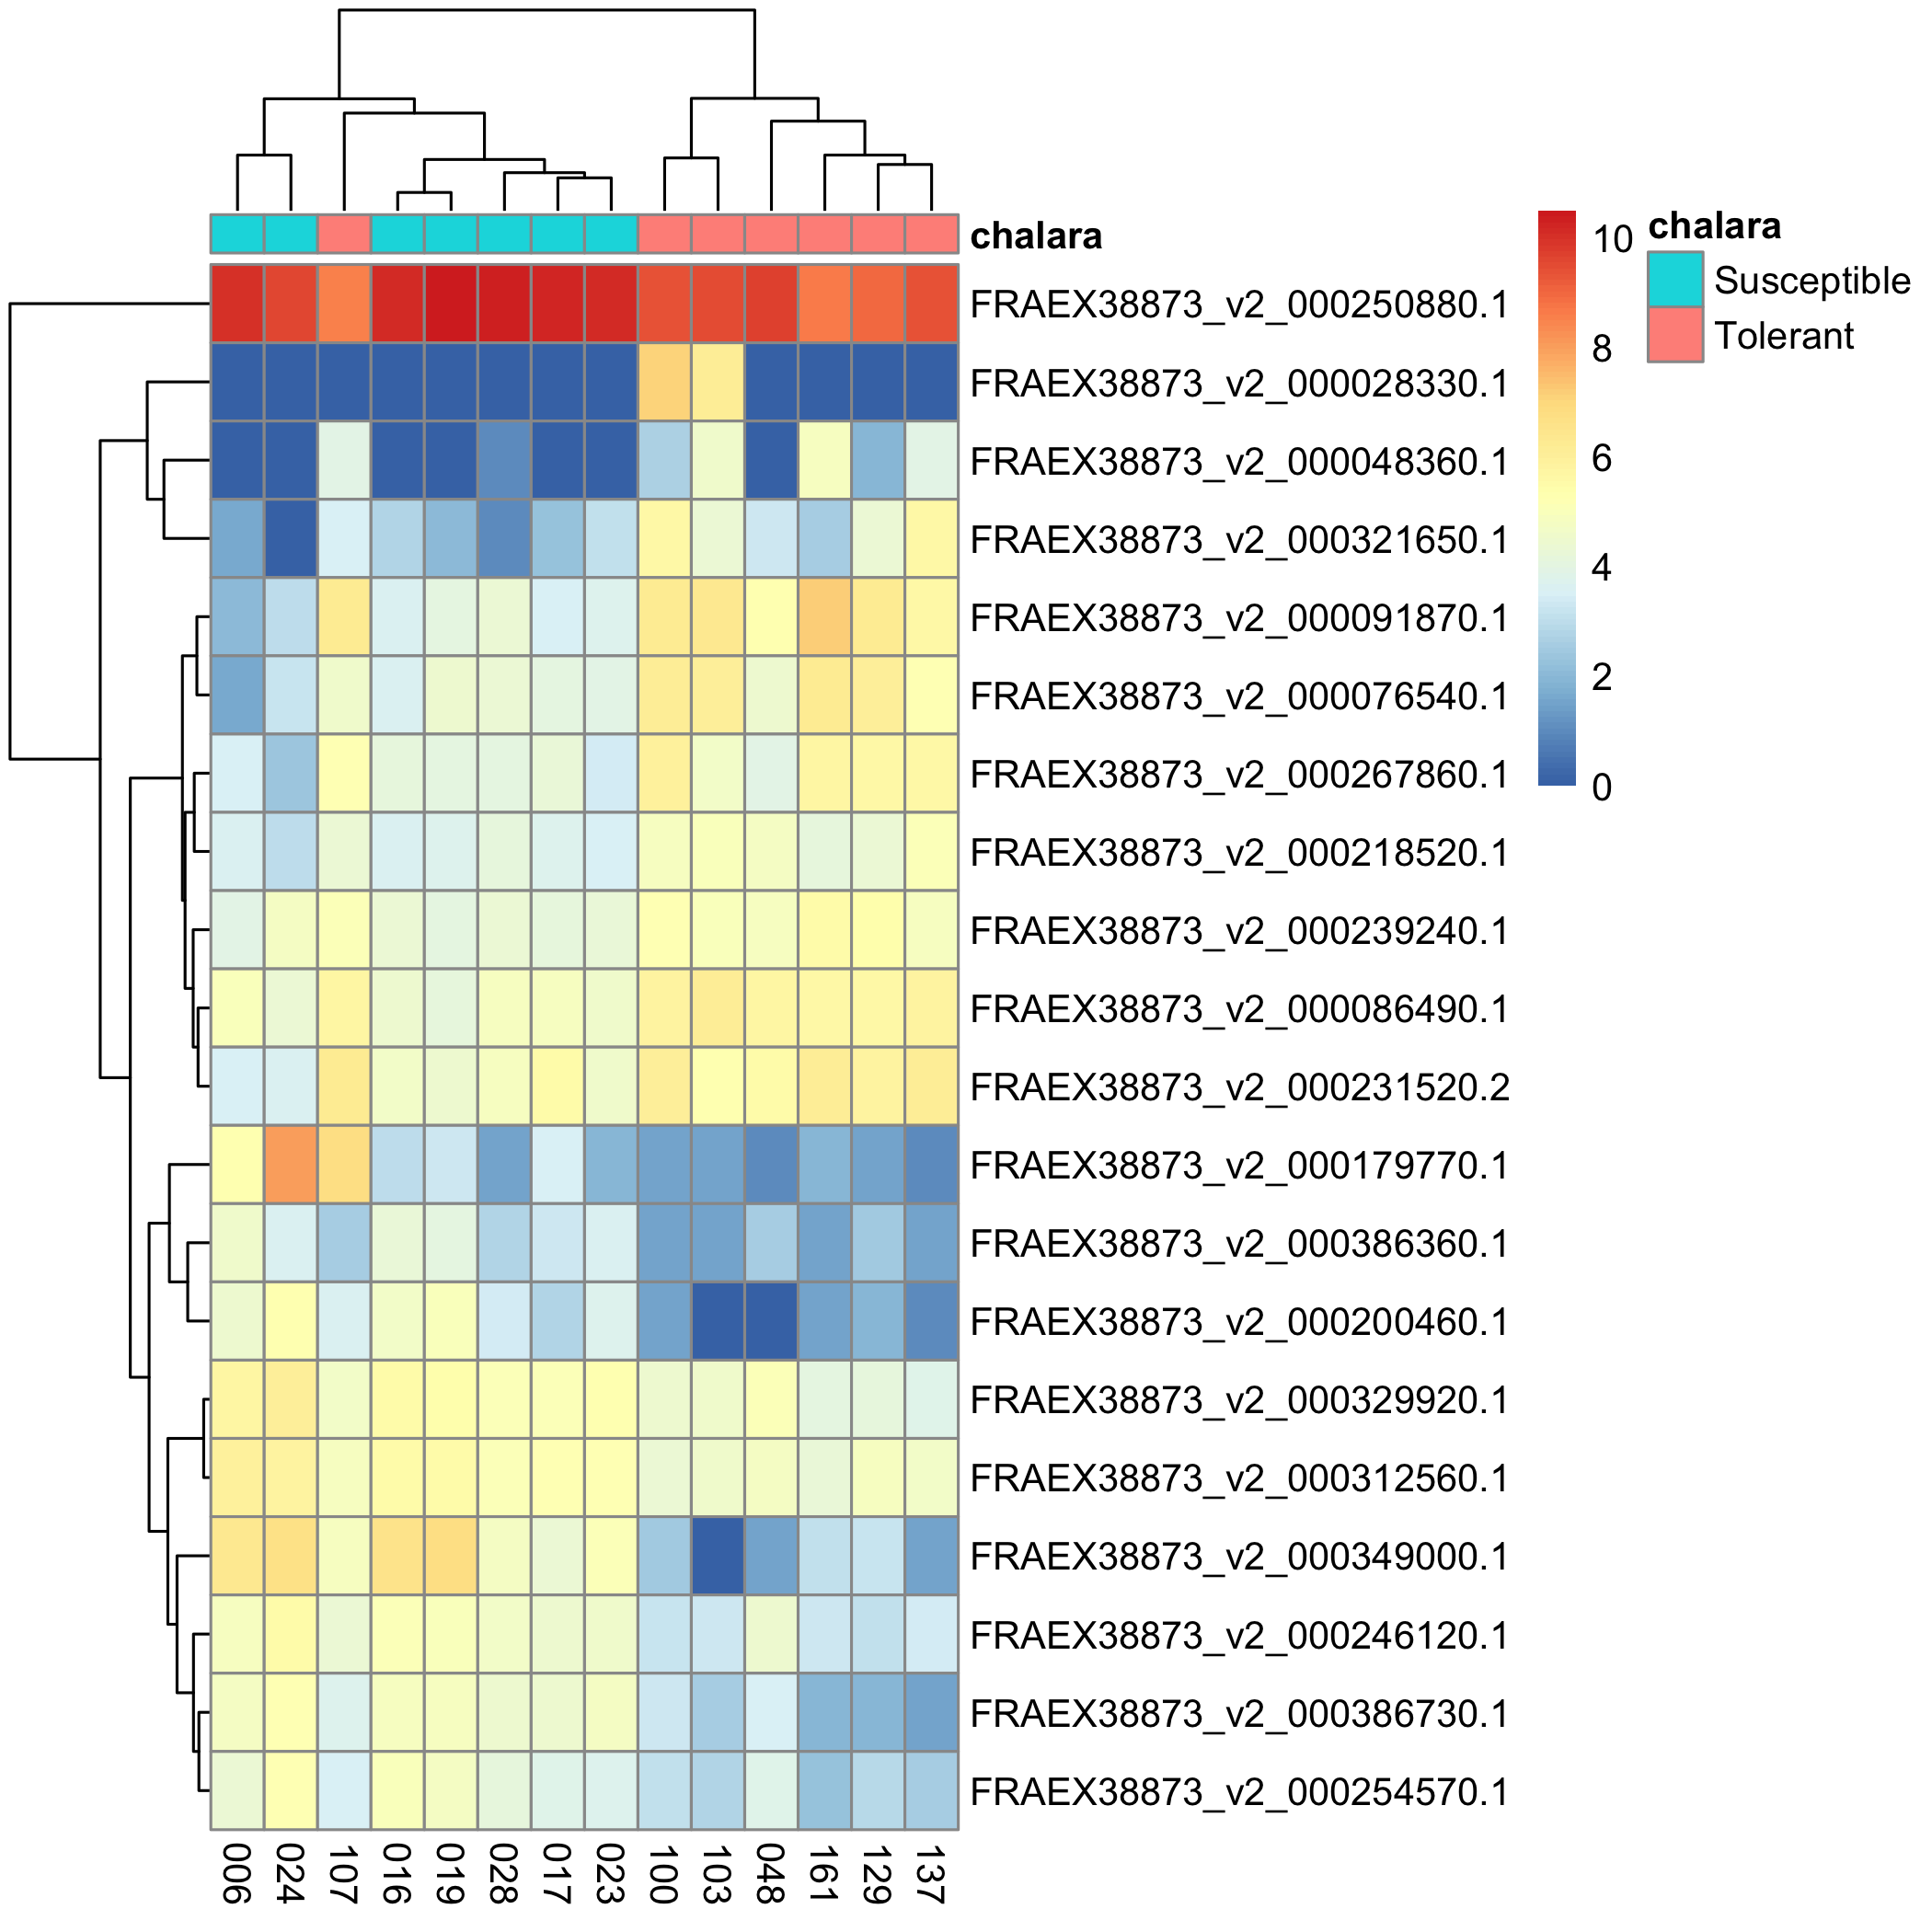 chalara
FRAEX38873_v2_000250880.1
FRAEX38873_v2_000028330.1
FRAEX38873_v2_000048360.1
FRAEX38873_v2_000321650.1
FRAEX38873_v2_000091870.1
FRAEX38873_v2_000076540.1
FRAEX38873_v2_000267860.1
FRAEX38873_v2_000218520.1
FRAEX38873_v2_000239240.1
FRAEX38873_v2_000086490.1
FRAEX38873_v2_000231520.2
FRAEX38873_v2_000179770.1
FRAEX38873_v2_000386360.1
FRAEX38873_v2_000200460.1
FRAEX38873_v2_000329920.1
FRAEX38873_v2_000312560.1
FRAEX38873_v2_000349000.1
FRAEX38873_v2_000246120.1
FRAEX38873_v2_000386730.1
FRAEX38873_v2_000254570.1
006
024
107
016
019
028
017
023
100
103
048
161
129
137
10
8
6
4
2
0
chalara
Susceptible
Tolerant